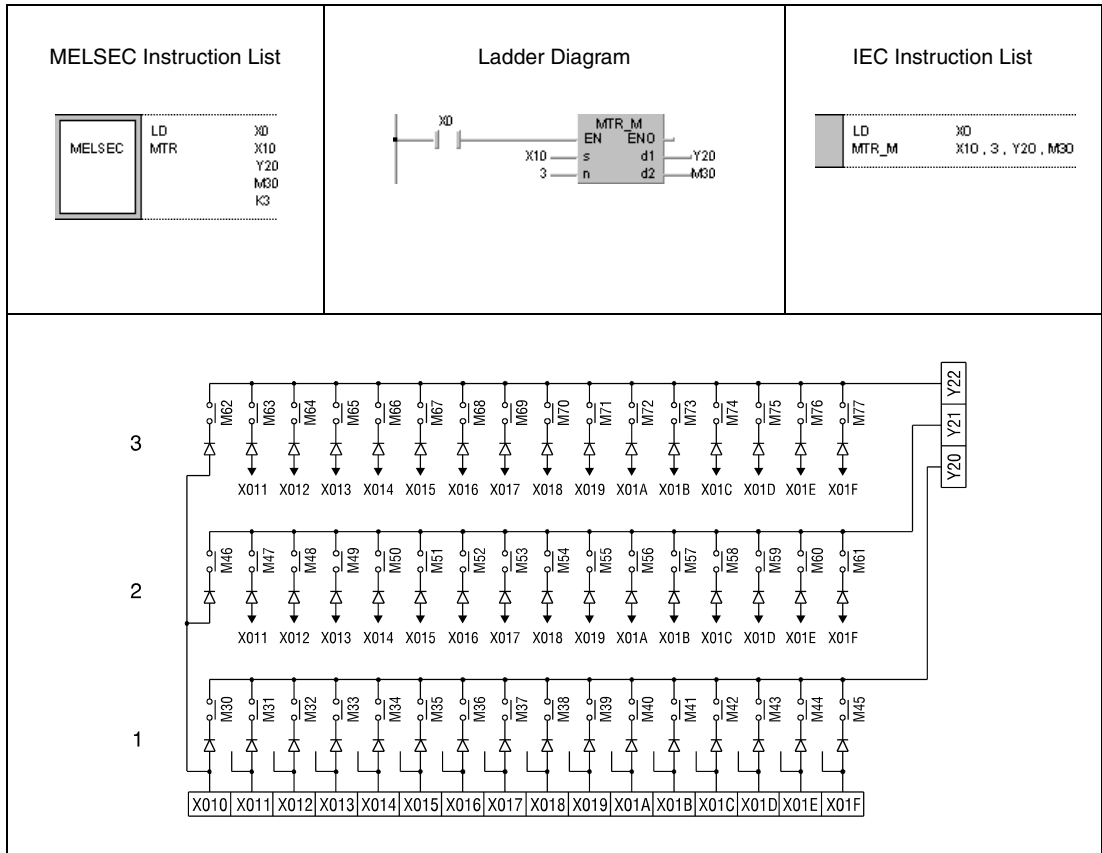 MELSEC Instruction List
Ladder Diagram
IEC Instruction List
MELSEC
LD X0
MTR X10
Y20
M30
K3
X0
MTR_M
EN ENO
X10 s d1 Y20
3 n d2 M30
LD X0
MTR_M X10 , 3 , Y20 , M30
Y22
Y21
Y20
3
M62 M63 M64 M65 M66 M67 M68 M69 M70 M71 M72 M73 M74 M75 M76 M77
X011 X012 X013 X014 X015 X016 X017 X018 X019 X01A X01B X01C X01D X01E X01F
2
M46 M47 M48 M49 M50 M51 M52 M53 M54 M55 M56 M57 M58 M59 M60 M61
X011 X012 X013 X014 X015 X016 X017 X018 X019 X01A X01B X01C X01D X01E X01F
1
M30 M31 M32 M33 M34 M35 M36 M37 M38 M39 M40 M41 M42 M43 M44 M45
X010 X011 X012 X013 X014 X015 X016 X017 X018 X019 X01A X01B X01C X01D X01E X01F